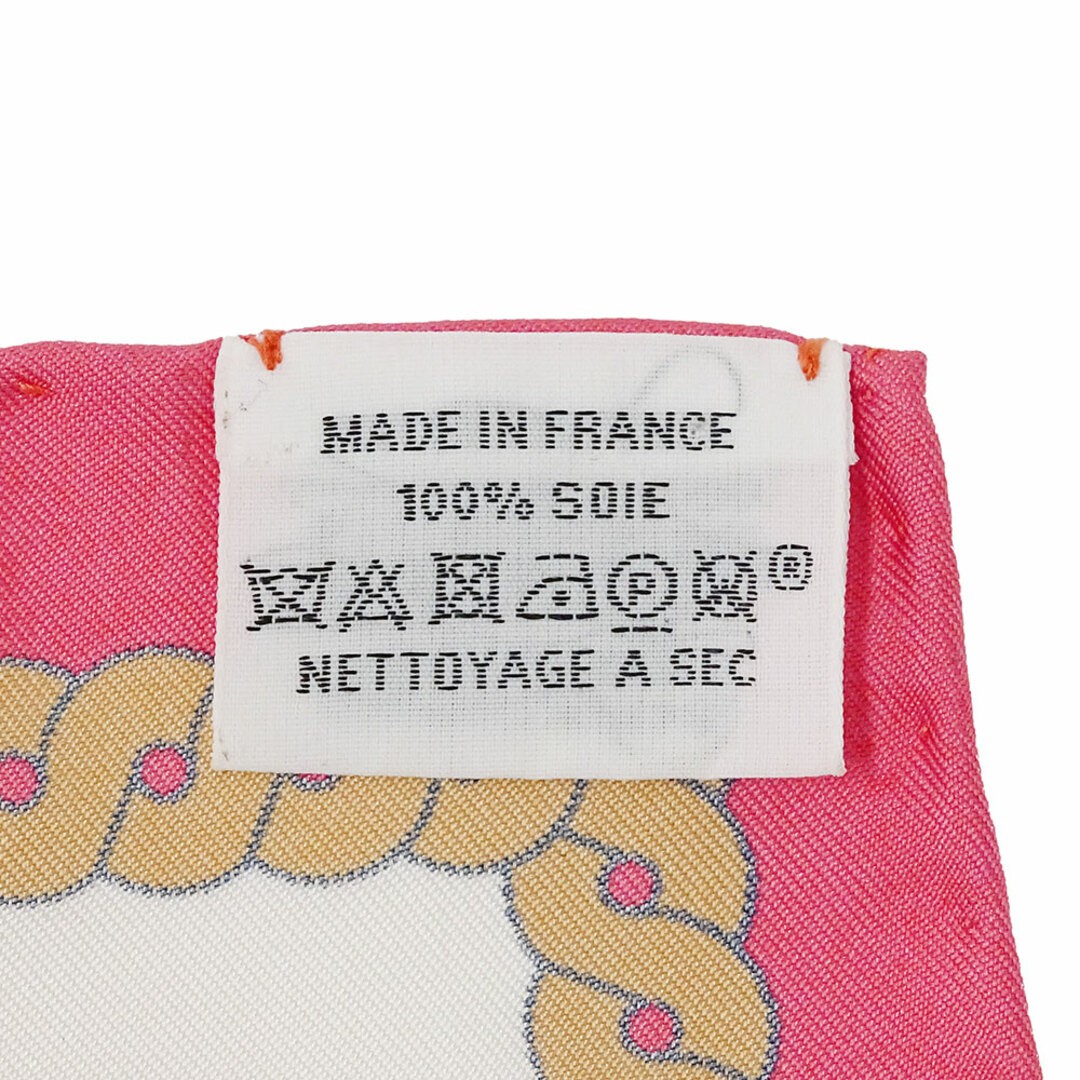 MADE IN FRANCE
100% SOIE
P W ®
NETTOYAGE A SEC